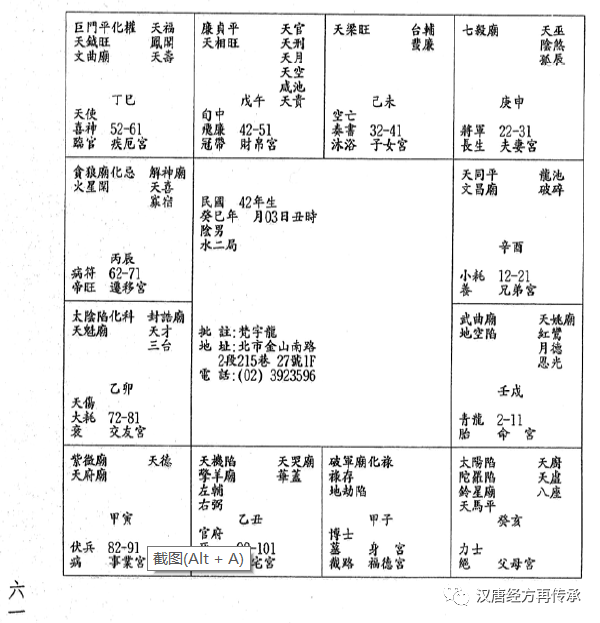 巨門平化權 天福
天鉞旺 鳳閣
文曲廟 天壽
丁巳
天使
喜神 52-61
臨官 疾厄宮
廉貞平 天官
天相旺 天刑
天月
天空
咸池
天貴
戊午
旬中
飛廉 42-51
冠帶 財帛宮
天梁旺 台輔
蜚廉
己未
空亡
奏書 32-41
沐浴 子女宮
七殺廟 天巫
陰煞
孤辰
庚申
將軍 22-31
長生 夫妻宮
貪狼廟化忌 解神廟
火星閑 天喜
寡宿
丙辰
病符 62-71
帝旺 遷移宮
民國 42年生
癸巳年 月03日丑時
陰男
水二局
批 註:梵宇龍
地 址:北市金山南路
2段215巷 27號1F
電 話:(02) 3923596
天同平 龍池
文昌廟 破碎
辛酉
小耗 12-21
養 兄弟宮
太陰陷化科 封誥廟
天魁廟 天才
三台
乙卯
天傷
大耗 72-81
衰 交友宮
武曲廟 天姚廟
地空陷 紅鸞
月德
恩光
壬戌
青龍 2-11
胎 命 宮
紫微廟 天德
天府廟
甲寅
伏兵 82-91
病 事業宮
天機陷 天哭廟
擎羊廟 華蓋
左輔
右弼
乙丑
官府
-101
宅宮
截图(Alt + A)
破軍廟化祿
祿存
地劫陷
甲子
博士
墓 身 宮
截路 福德宮
太陽陷 天廚
陀羅陷 天虛
鈴星廟 八座
天馬平
癸亥
力士
絕 父母宮
六一
汉唐经方再传承